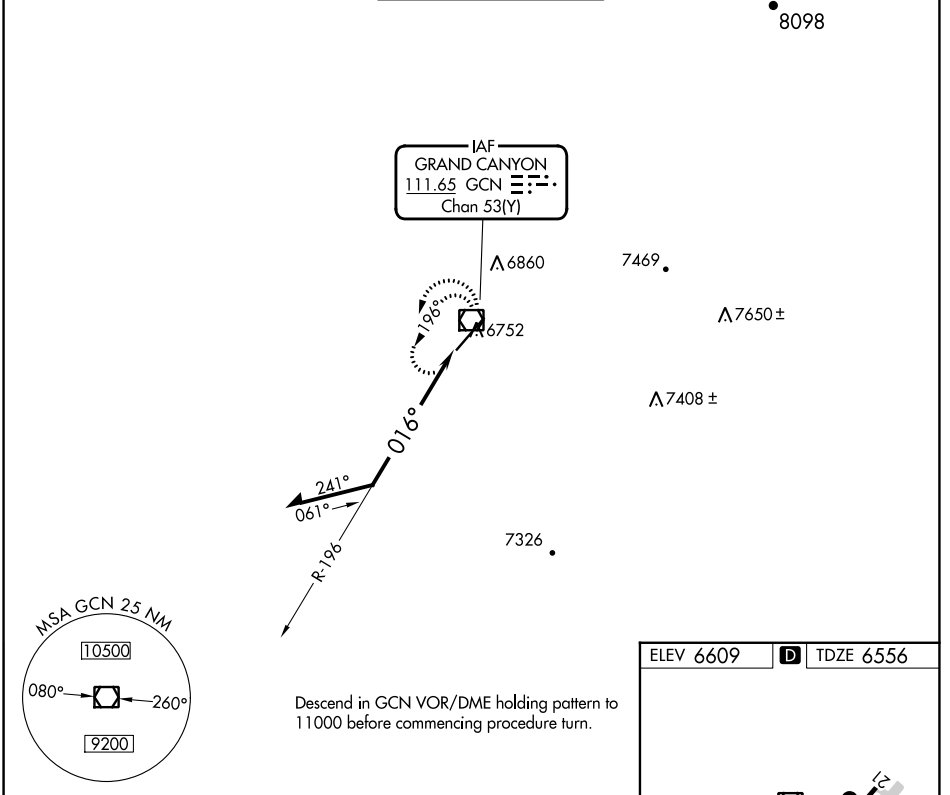 8098
IAF
GRAND CANYON
111.65 GCN
Chan 53(Y)
6860
7469
196°
6752
7650 ±
7408 ±
016°
241°
061°
R-196
7326
MSA GCN 25 NM
10500
080°
260°
9200
Descend in GCN VOR/DME holding pattern to
11000 before commencing procedure turn.
ELEV 6609 D TDZE 6556
21